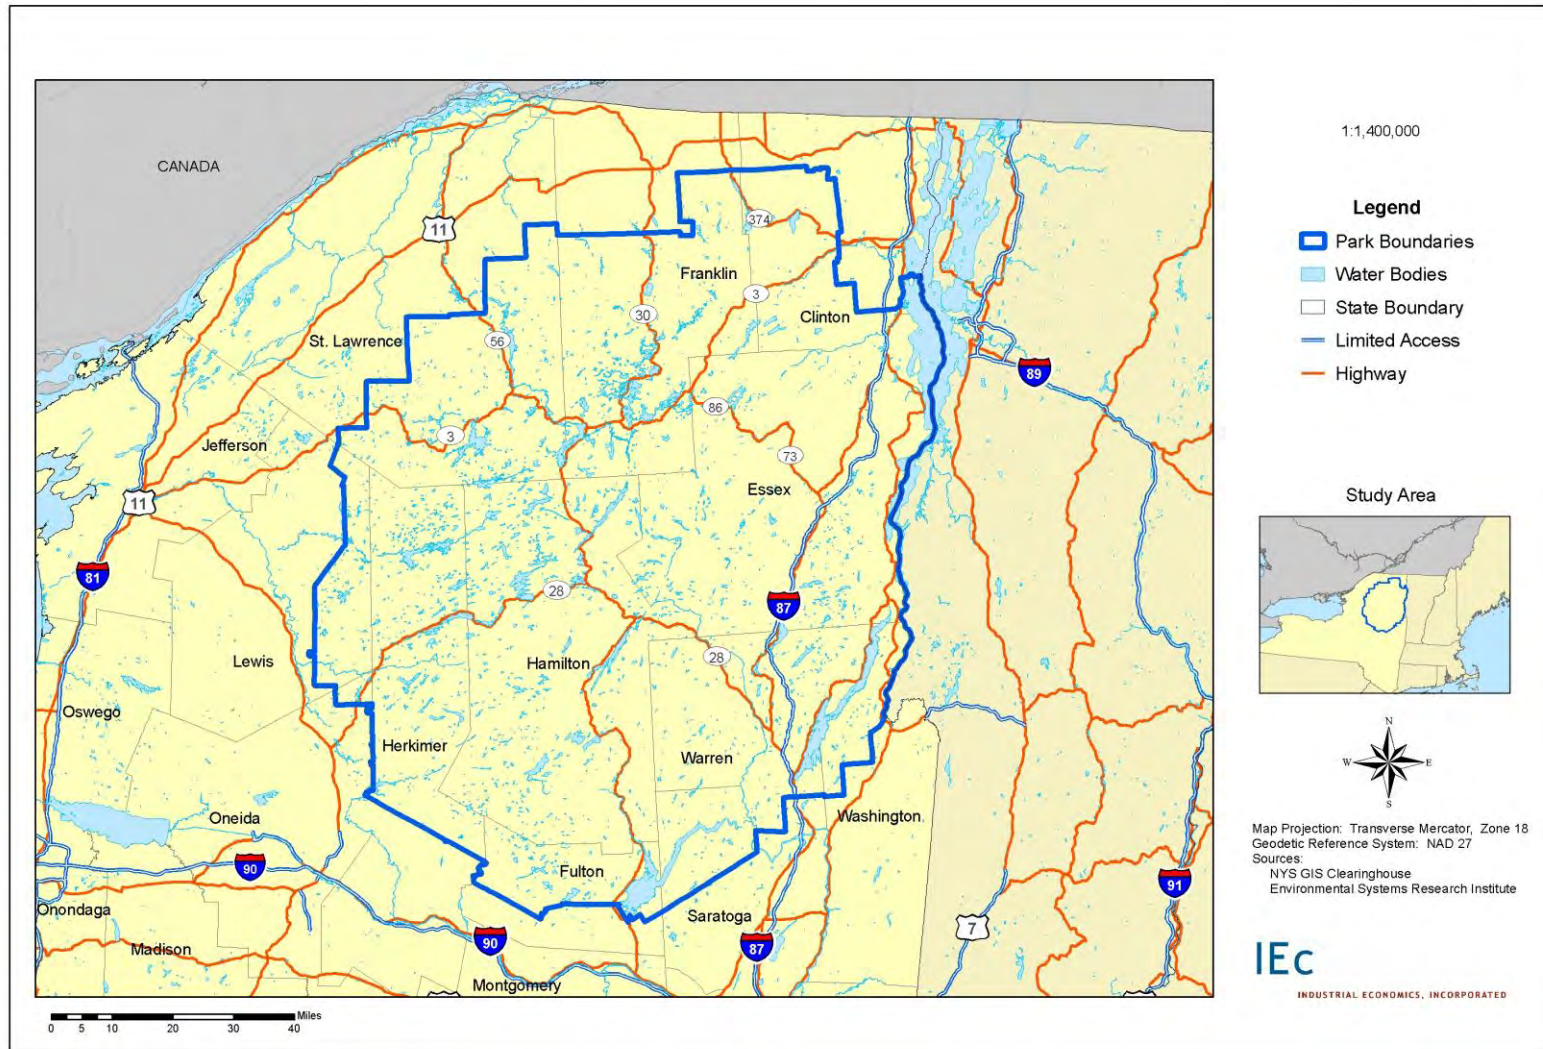 CANADA
11
374
Franklin
3
30
Clinton
St. Lawrence
56
89
86
Jefferson
3
73
Essex
11
81
28
87
Lewis
Hamilton
28
Oswego
Herkimer
Warren
Oneida
Washington
90
Fulton
91
Onondaga
Saratoga
7
Madison
90
87
Montgomery
Miles
0 5 10 20 30 40
1:1,400,000
Legend
Park Boundaries
Water Bodies
State Boundary
Limited Access
Highway
Study Area
N
W E
S
Map Projection: Transverse Mercator, Zone 18
Geodetic Reference System: NAD 27
Sources:
NYS GIS Clearinghouse
Environmental Systems Research Institute
IEc
INDUSTRIAL ECONOMICS, INCORPORATED